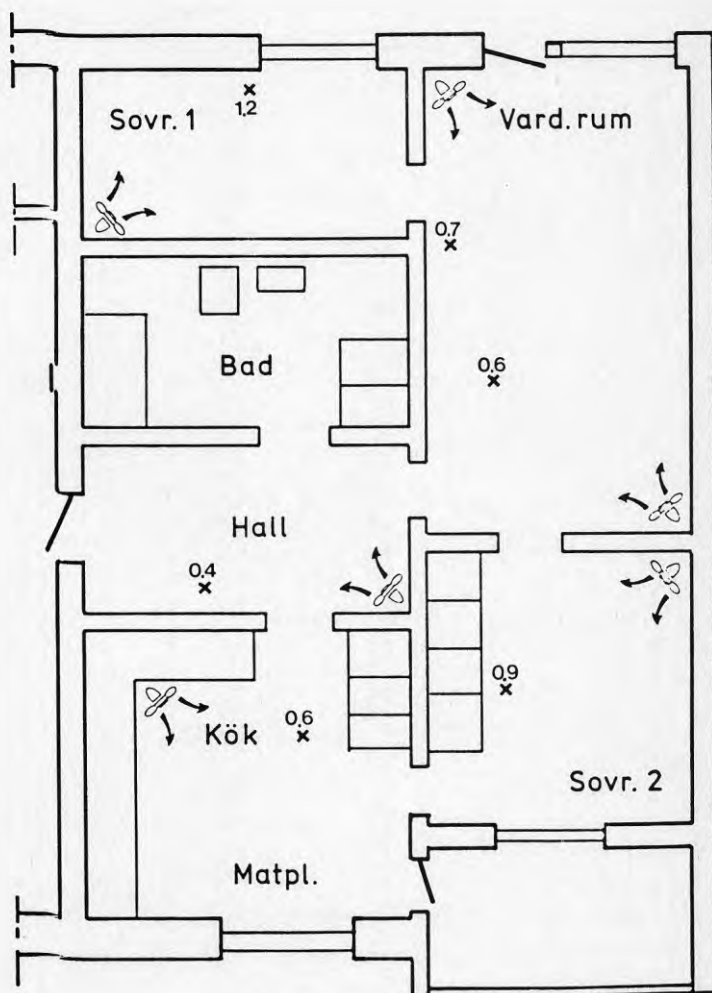 Sovr. 1
1,2
Vard.rum
0.7
0.6
Bad
Hall
0.4
0.9
Kök
0.6
Sovr. 2
Matpl.